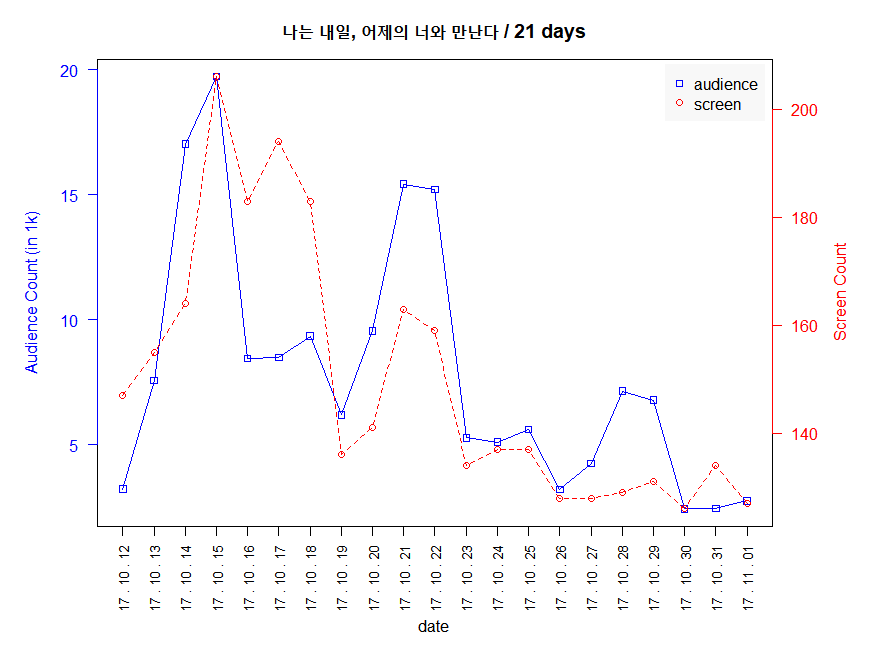 나는 내일, 어제의 너와 만난다 / 21 days
audience
screen
Audience Count (in 1k)
20
15
10
5
Screen Count
200
180
160
140
17 . 10 . 12
17 . 10 . 13
17 . 10 . 14
17 . 10 . 15
17 . 10 . 16
17 . 10 . 17
17 . 10 . 18
17 . 10 . 19
17 . 10 . 20
17 . 10 . 21
17 . 10 . 22
17 . 10 . 23
17 . 10 . 24
17 . 10 . 25
17 . 10 . 26
17 . 10 . 27
17 . 10 . 28
17 . 10 . 29
17 . 10 . 30
17 . 10 . 31
17 . 11 . 01
date